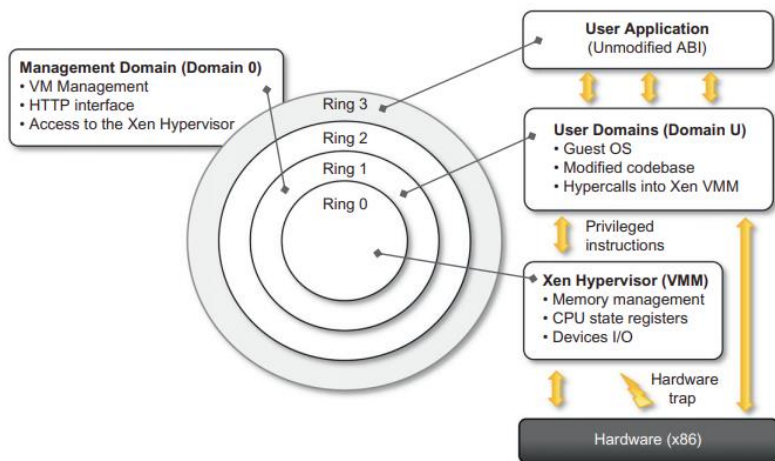 Management Domain (Domain 0)
• VM Management
• HTTP interface
• Access to the Xen Hypervisor
Ring 3
Ring 2
Ring 1
Ring 0
User Application
(Unmodified ABI)
User Domains (Domain U)
• Guest OS
• Modified codebase
• Hypercalls into Xen VMM
Privileged
instructions
Xen Hypervisor (VMM)
• Memory management
• CPU state registers
• Devices I/O
Hardware
trap
Hardware (x86)